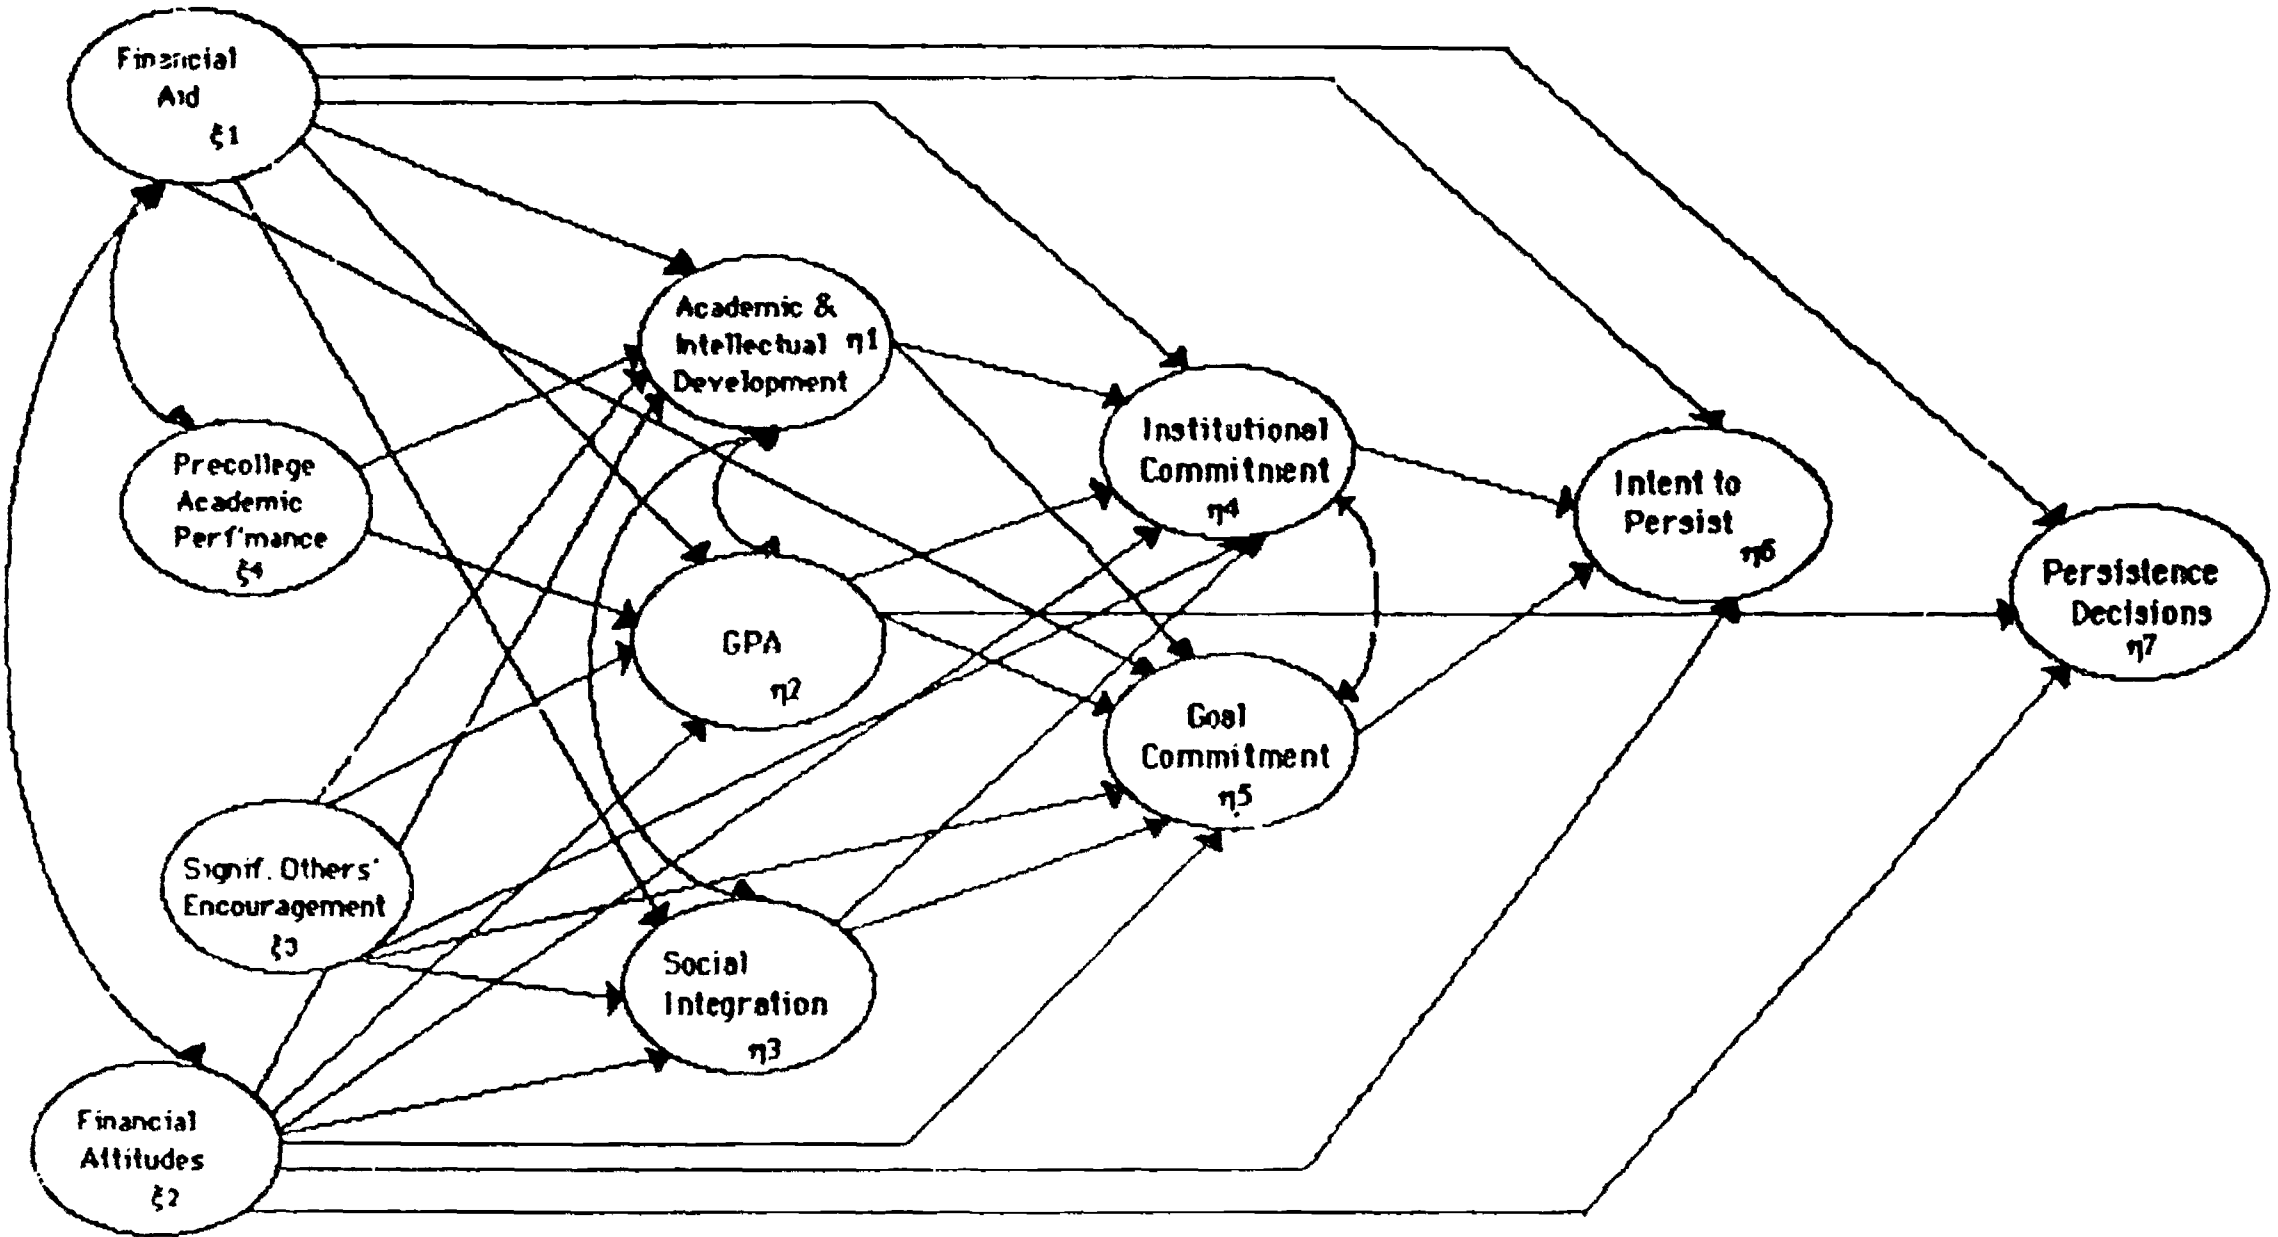 Financial
Aid
ξ1
Academic &
Intellectual η1
Development
Institutional
Commitment
η4
Precollege
Academic
Perf'mance
ξ4
Intent to
Persist
η6
Persistence
Decisions
η7
GPA
η2
Goal
Commitment
η5
Signif. Others'
Encouragement
ξ3
Social
Integration
η3
Financial
Attitudes
ξ2